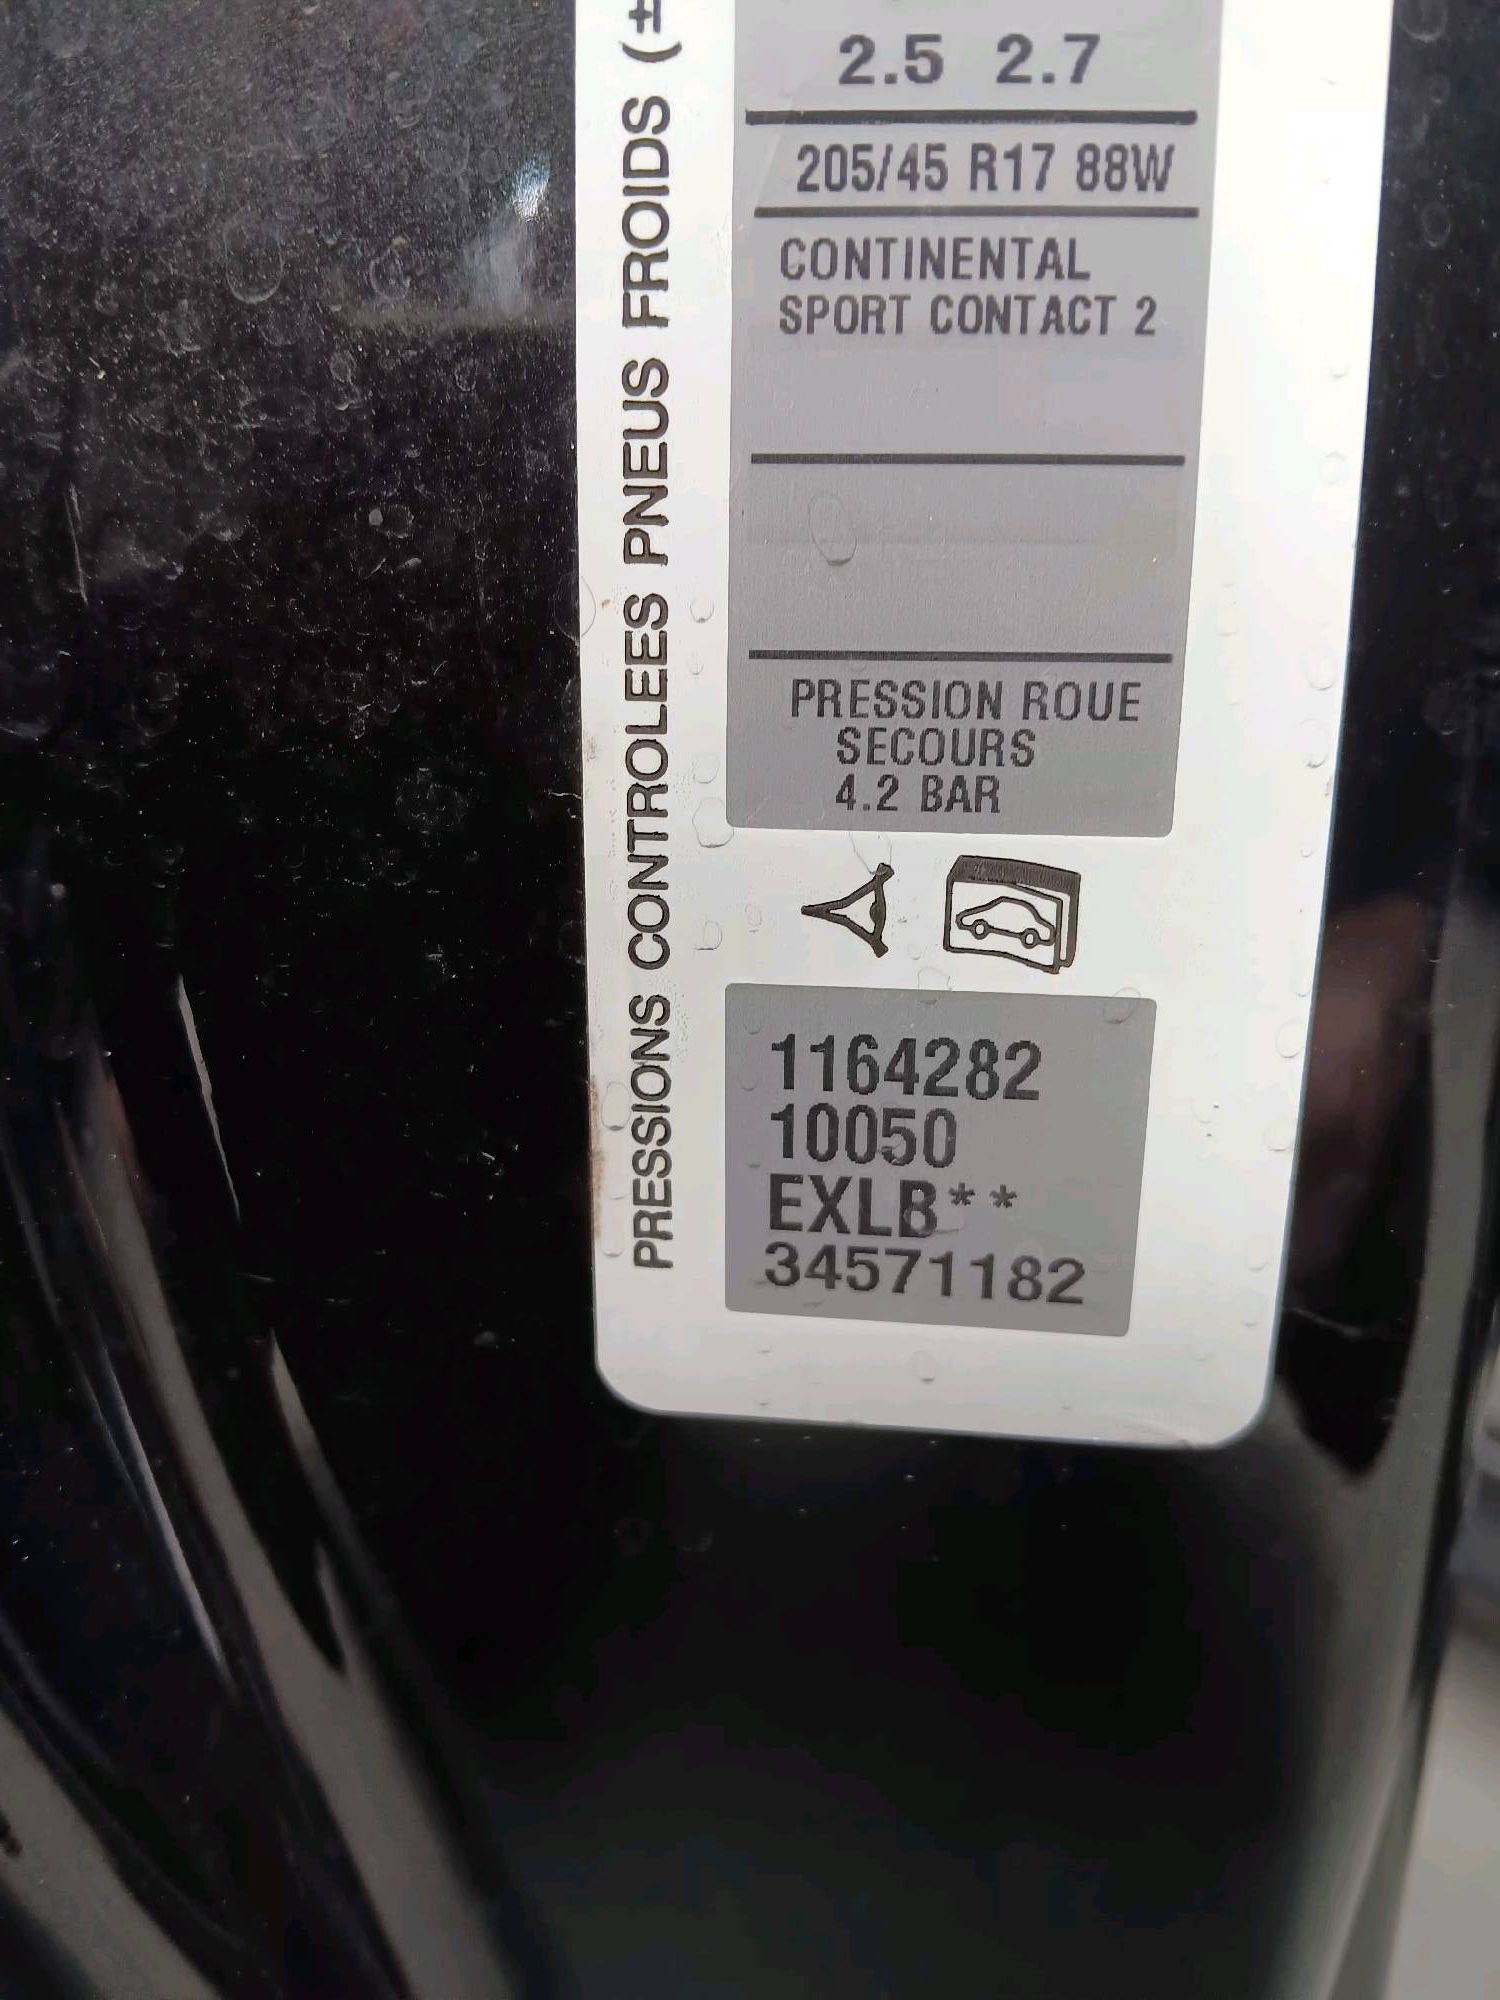 PRESSIONS CONTROLEES PNEUS FROIDS (±
2.5 2.7
205/45 R17 88W
CONTINENTAL
SPORT CONTACT 2
PRESSION ROUE
SECOURS
4.2 BAR
1164282
10050
EXLB**
34571182